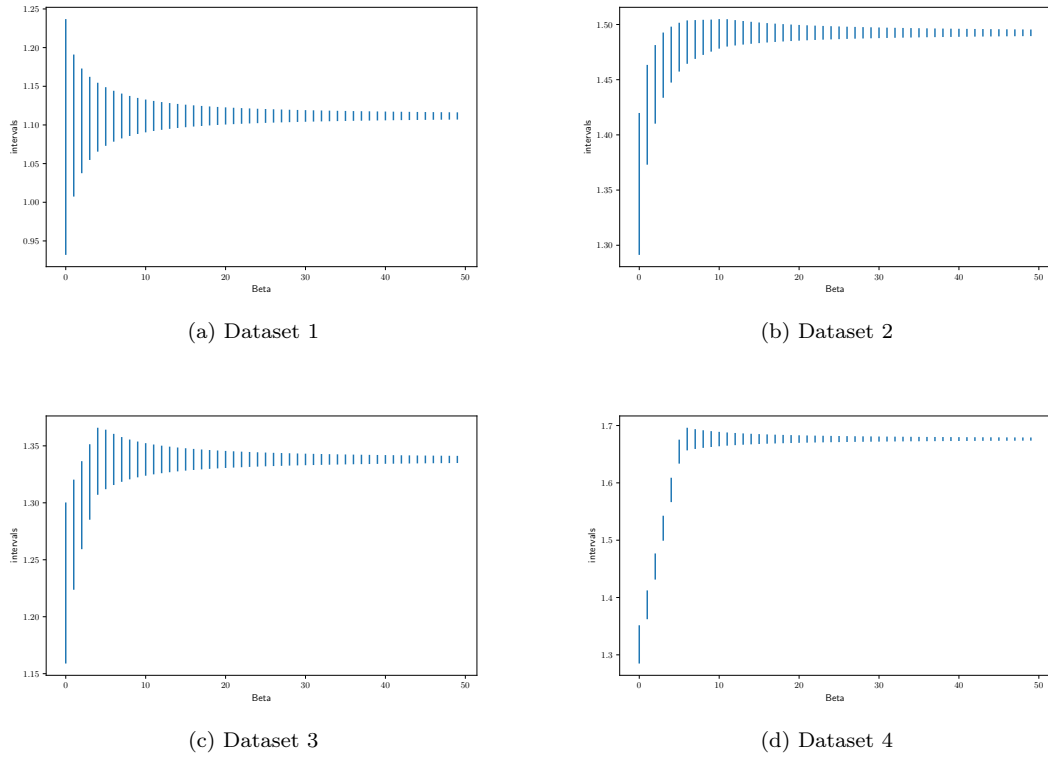 1.25
1.20
1.15
1.10
1.05
1.00
0.95
intervals
0 10 20 30 40 50
Beta
(a) Dataset 1
1.50
1.45
1.40
1.35
1.30
intervals
0 10 20 30 40 50
Beta
(b) Dataset 2
1.35
1.30
1.25
1.20
1.15
intervals
0 10 20 30 40 50
Beta
(c) Dataset 3
1.7
1.6
1.5
1.4
1.3
intervals
0 10 20 30 40 50
Beta
(d) Dataset 4